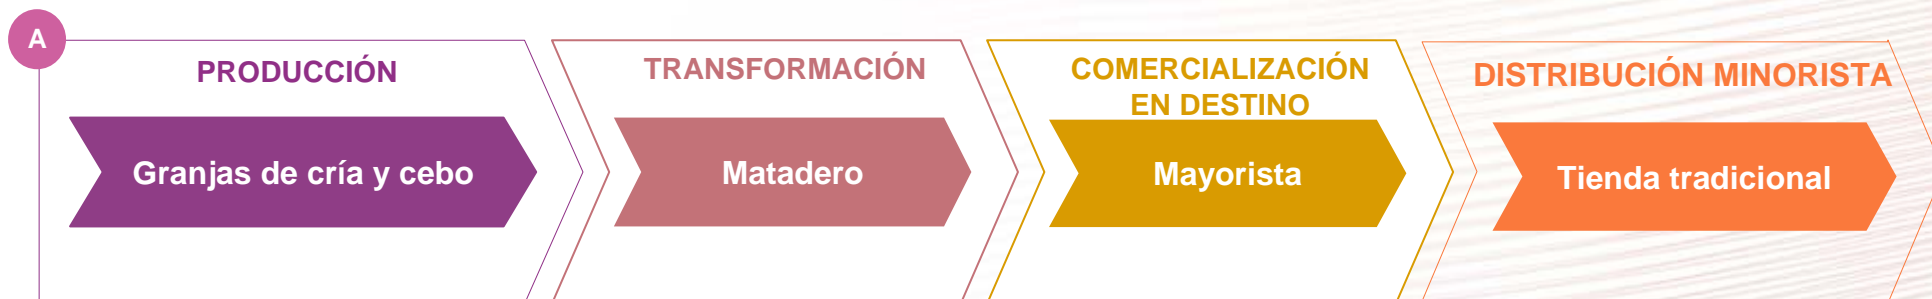 A
PRODUCCIÓN
Granjas de cría y cebo
TRANSFORMACIÓN
Matadero
COMERCIALIZACIÓN
EN DESTINO
Mayorista
DISTRIBUCIÓN MINORISTA
Tienda tradicional